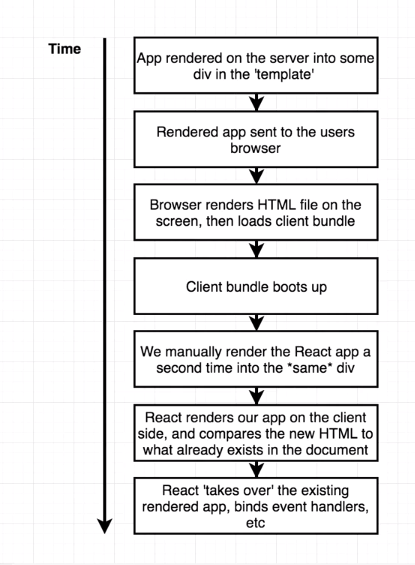 Time
App rendered on the server into some
div in the 'template'
Rendered app sent to the users
browser
Browser renders HTML file on the
screen, then loads client bundle
Client bundle boots up
We manually render the React app a
second time into the *same* div
React renders our app on the client
side, and compares the new HTML to
what already exists in the document
React 'takes over' the existing
rendered app, binds event handlers,
etc